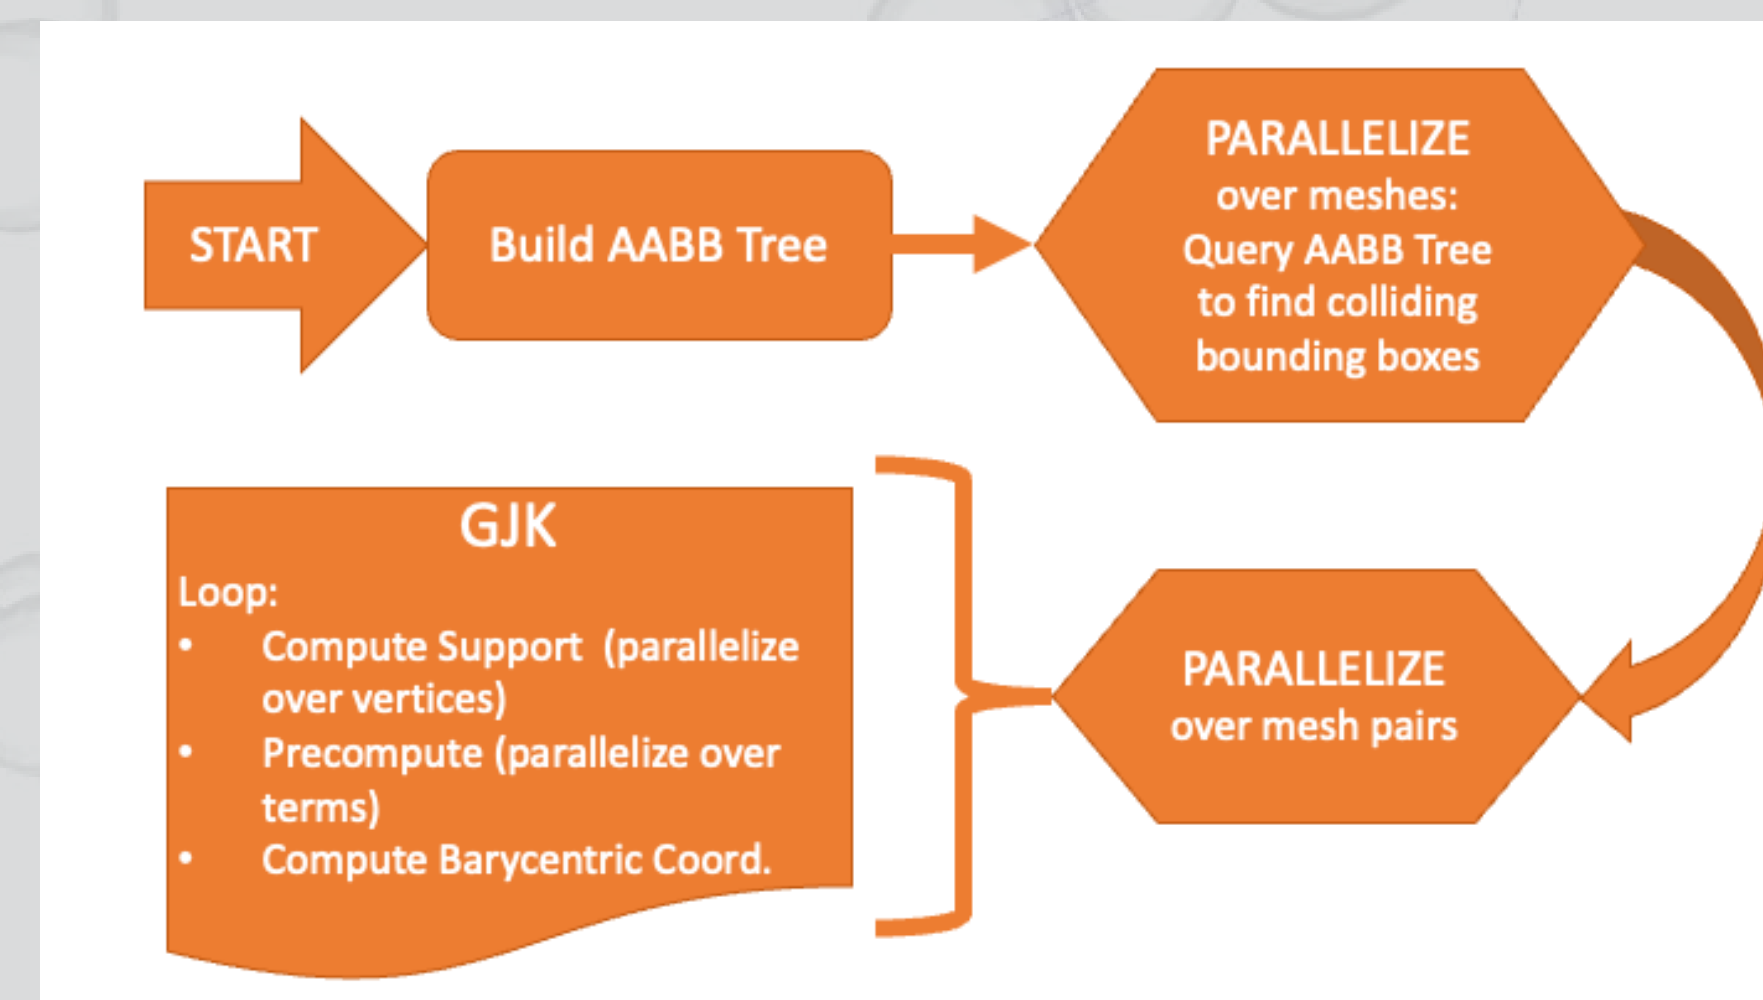 START
Build AABB Tree
PARALLELIZE
over meshes:
Query AABB Tree
to find colliding
bounding boxes
PARALLELIZE
over mesh pairs
GJK
Loop:
• Compute Support (parallelize
over vertices)
• Precompute (parallelize over
terms)
• Compute Barycentric Coord.